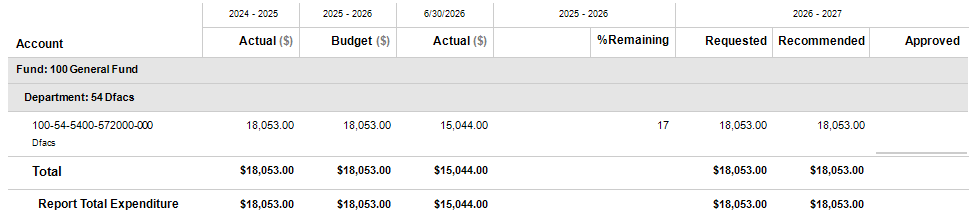 2024 - 2025 2025 - 2026 6/30/2026 2025 - 2026 2026 - 2027
Account Actual ($) Budget ($) Actual ($) %Remaining Requested Recommended Approved
Fund: 100 General Fund
Department: 54 Dfacs
100-54-5400-572000-000 18,053.00 18,053.00 15,044.00 17 18,053.00 18,053.00
Dfacs
Total $18,053.00 $18,053.00 $15,044.00 $18,053.00 $18,053.00
Report Total Expenditure $18,053.00 $18,053.00 $15,044.00 $18,053.00 $18,053.00